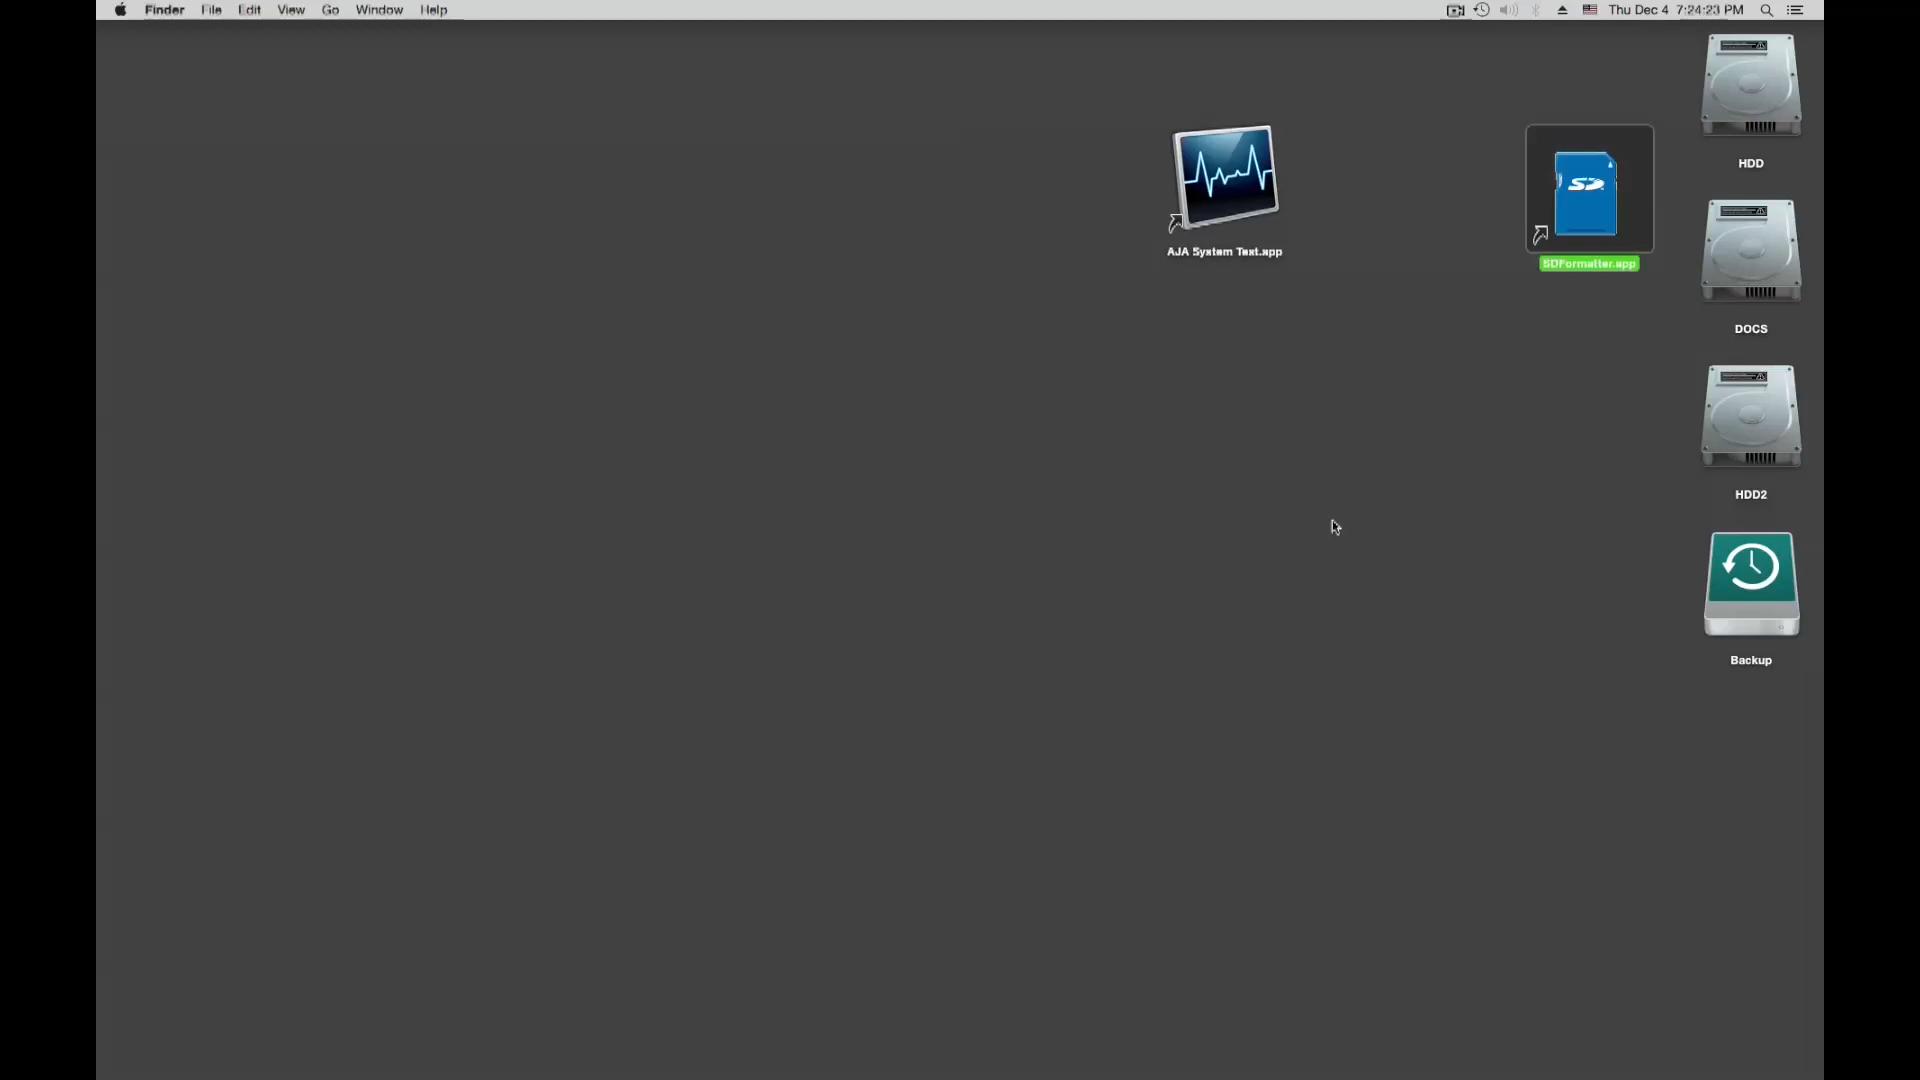 Finder File Edit View Go Window Help Thu Dec 4 7:24:23 PM
HDD
SD
AJA System Test.app
SDFormatter.app
DOCS
HDD2
Backup